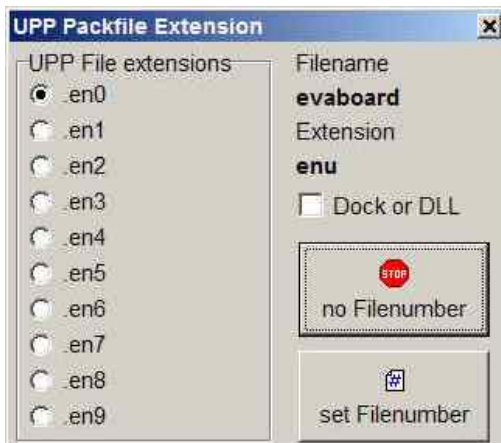 UPP Packfile Extension
UPP File extensions
.en0
.en1
.en2
.en3
.en4
.en5
.en6
.en7
.en8
.en9
Filename
evaboard
Extension
enu
Dock or DLL
STOP
no Filenumber
#
set Filenumber